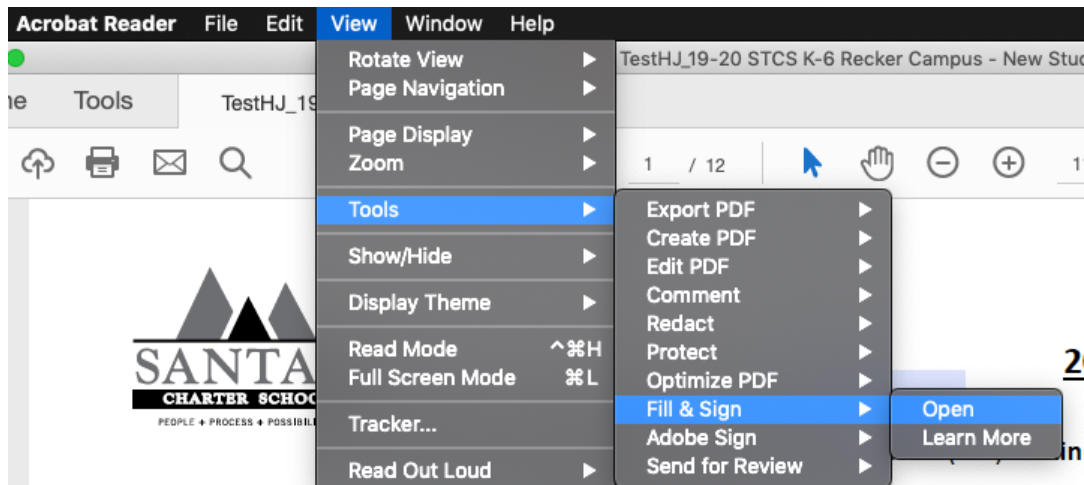 Acrobat Reader File Edit View Window Help
TestHJ_19-20 STCS K-6 Recker Campus - New Stud
Tools
TestHJ_19
1 / 12
Rotate View
Page Navigation
Page Display
Zoom
Tools
Show/Hide
Display Theme
Read Mode ^⌘H
Full Screen Mode ⌘L
Tracker...
Read Out Loud
Export PDF
Create PDF
Edit PDF
Comment
Redact
Protect
Optimize PDF
Fill & Sign
Adobe Sign
Send for Review
Open
Learn More
SANTA
CHARTER SCHOO
PEOPLE + PROCESS + POSSIBILI